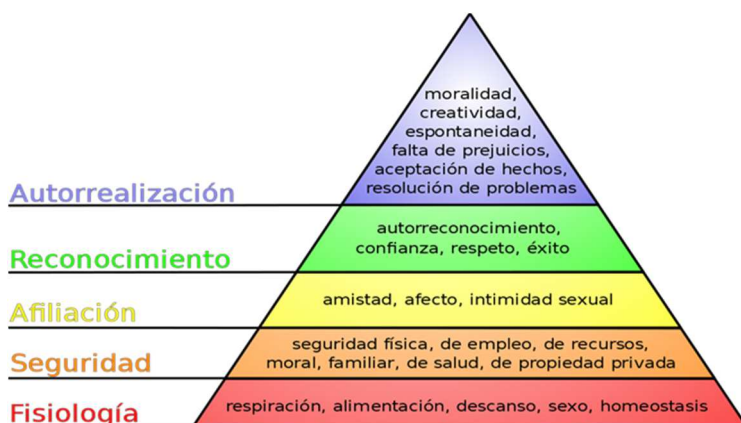 moralidad,
creatividad,
espontaneidad,
falta de prejuicios,
aceptación de hechos,
resolución de problemas
Autorrealización
autorreconocimiento,
confianza, respeto, éxito
Reconocimiento
amistad, afecto, intimidad sexual
Afiliación
seguridad física, de empleo, de recursos,
moral, familiar, de salud, de propiedad privada
Seguridad
respiración, alimentación, descanso, sexo, homeostasis
Fisiología